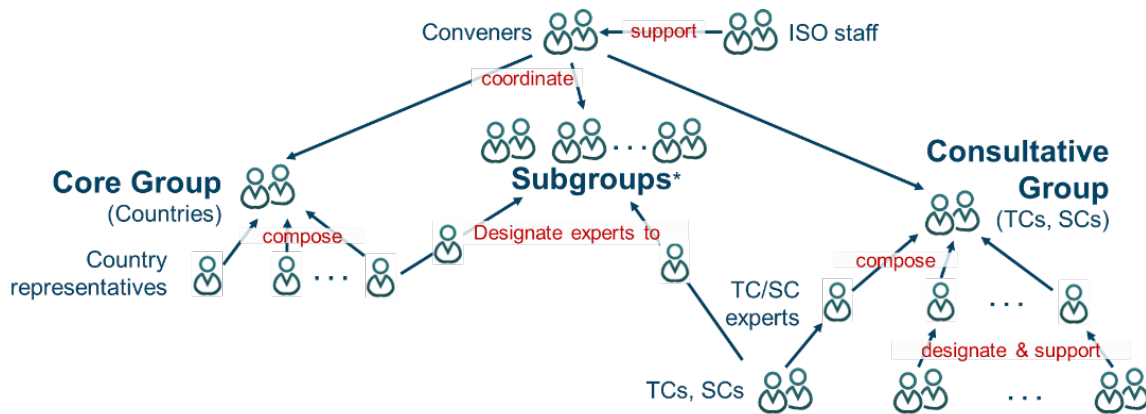 Conveners
support
ISO staff
coordinate
Core Group
(Countries)
Subgroups*
Consultative
Group
(TCs, SCs)
compose
Designate experts to
Country
representatives
. . .
. . .
compose
TC/SC
experts
. . .
designate & support
TCs, SCs
. . .